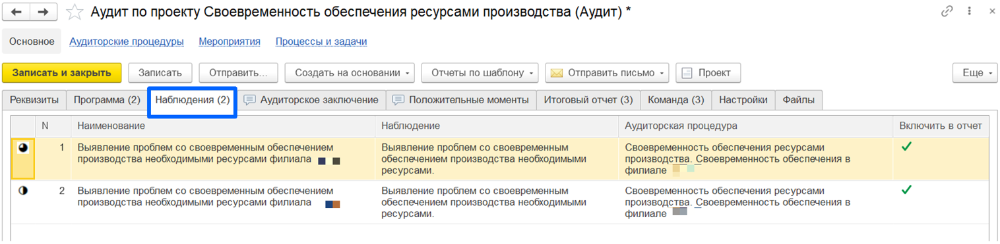 Аудит по проекту Своевременность обеспечения ресурсами производства (Аудит) *
Основное Аудиторские процедуры Мероприятия Процессы и задачи
Записать и закрыть Записать Отправить... Создать на основании Отчеты по шаблону Отправить письмо Проект Еще
Реквизиты Программа (2) Наблюдения (2) Аудиторское заключение Положительные моменты Итоговый отчет (3) Команда (3) Настройки Файлы
N Наименование Наблюдение Аудиторская процедура Включить в отчет
1 Выявление проблем со своевременным обеспечением Выявление проблем со своевременным Своевременность обеспечения ресурсами
производства необходимыми ресурсами филиала обеспечением производства необходимыми производства. Своевременность обеспечения в
ресурсами. филиале
2 Выявление проблем со своевременным обеспечением Выявление проблем со своевременным Своевременность обеспечения ресурсами
производства необходимыми ресурсами филиала обеспечением производства необходимыми производства. Своевременность обеспечения в
ресурсами. филиале